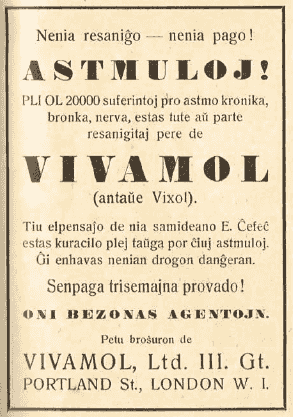 Nenia resaniĝo — nenia pago!
ASTMULOJ!
PLI OL 20000 suferintoj pro astmo kronika,
bronka, nerva, estas tute aŭ parte
resanigitaj pere de
VIVAMOL
(antaŭe Vixol).
Tiu elpensaĵo de nia samideano E. Ĉefeĉ
estas kuracilo plej taŭga por ĉiuj astmuloj.
Ĝi enhavas nenian drogon danĝeran.
Senpaga trisemajna provado!
ONI BEZONAS AGENTOJN.
Petu broŝuron de
VIVAMOL, Ltd. III. Gt.
PORTLAND St., LONDON W. I.